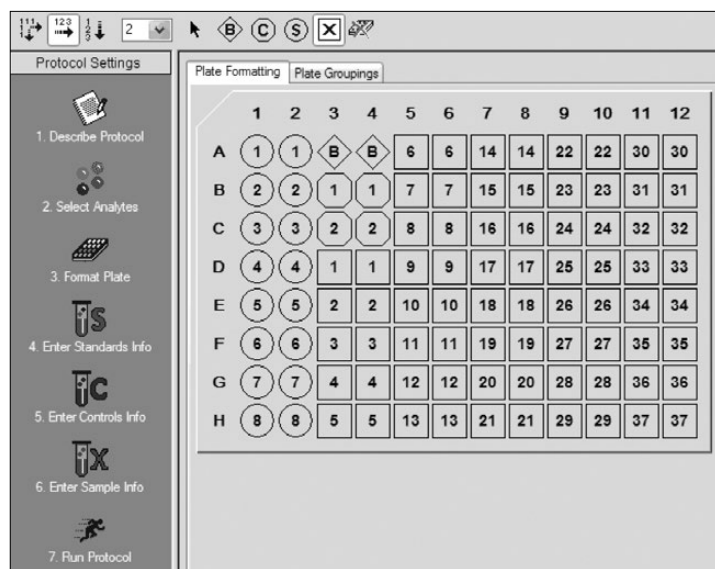 111
1 1
123
1 2 3
2
B
C
S
X
Protocol Settings
1. Describe Protocol
2. Select Analytes
3. Format Plate
S
4. Enter Standards Info
C
5. Enter Controls Info
X
6. Enter Sample Info
7. Run Protocol
Plate Formatting Plate Groupings
1 2 3 4 5 6 7 8 9 10 11 12
A 1 1 B B 6 6 14 14 22 22 30 30
B 2 2 1 1 7 7 15 15 23 23 31 31
C 3 3 2 2 8 8 16 16 24 24 32 32
D 4 4 1 1 9 9 17 17 25 25 33 33
E 5 5 2 2 10 10 18 18 26 26 34 34
F 6 6 3 3 11 11 19 19 27 27 35 35
G 7 7 4 4 12 12 20 20 28 28 36 36
H 8 8 5 5 13 13 21 21 29 29 37 37